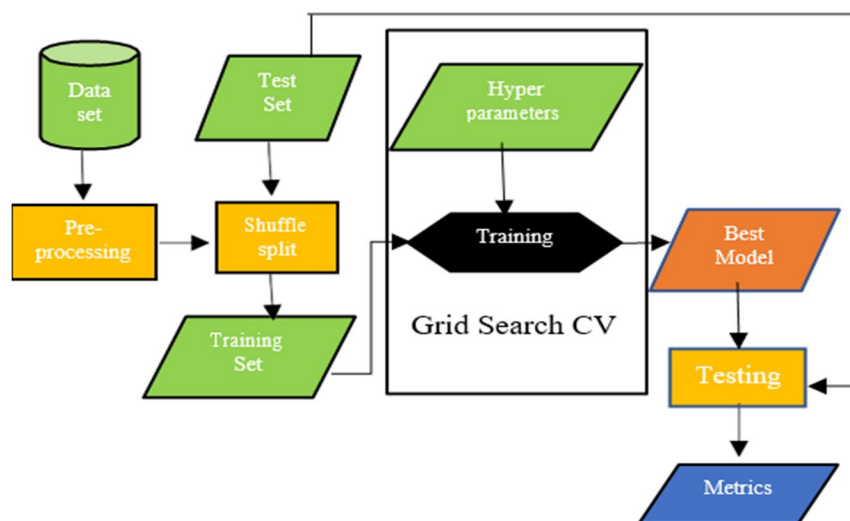 Data
set
Test
Set
Hyper
parameters
Pre-
processing
Shuffle
split
Training
Best
Model
Grid Search CV
Training
Set
Testing
Metrics